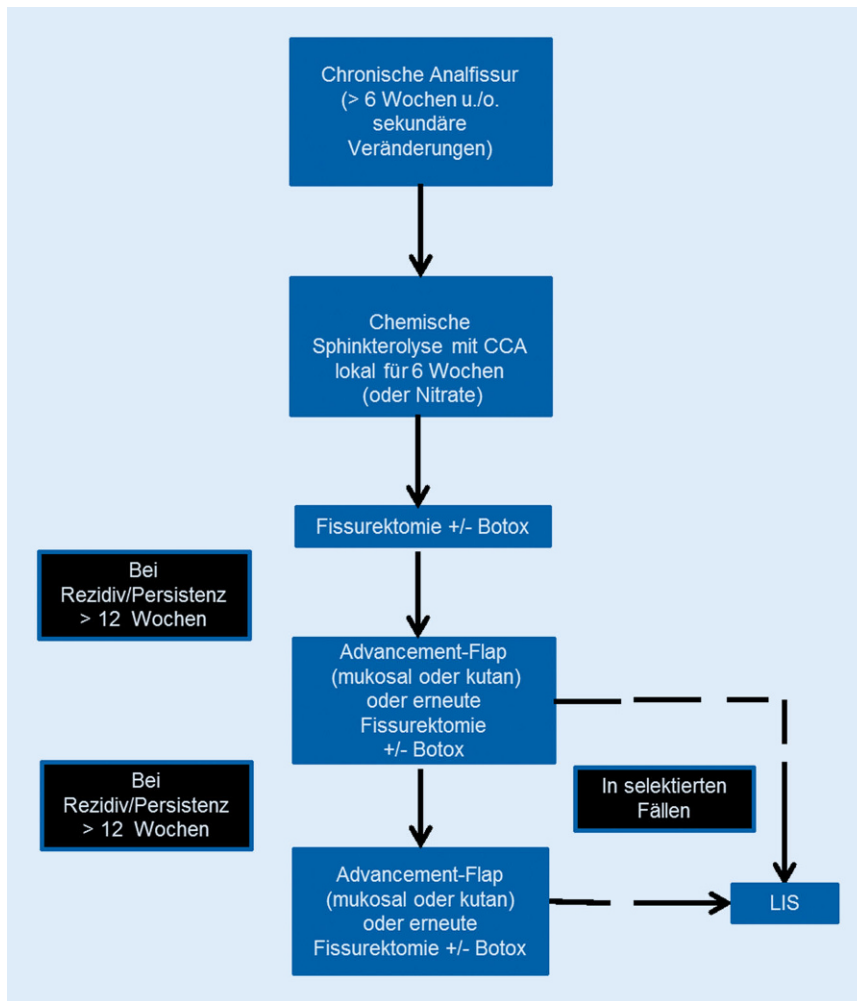 Chronische Analfissur
(> 6 Wochen u./o.
sekundäre
Veränderungen)
Chemische
Sphinkterolyse mit CCA
lokal für 6 Wochen
(oder Nitrate)
Fissurektomie +/- Botox
Bei
Rezidiv/Persistenz
> 12 Wochen
Advancement-Flap
(mukosal oder kutan)
oder erneute
Fissurektomie
+/- Botox
Bei
Rezidiv/Persistenz
> 12 Wochen
In selektierten
Fällen
Advancement-Flap
(mukosal oder kutan)
oder erneute
Fissurektomie +/- Botox
LIS